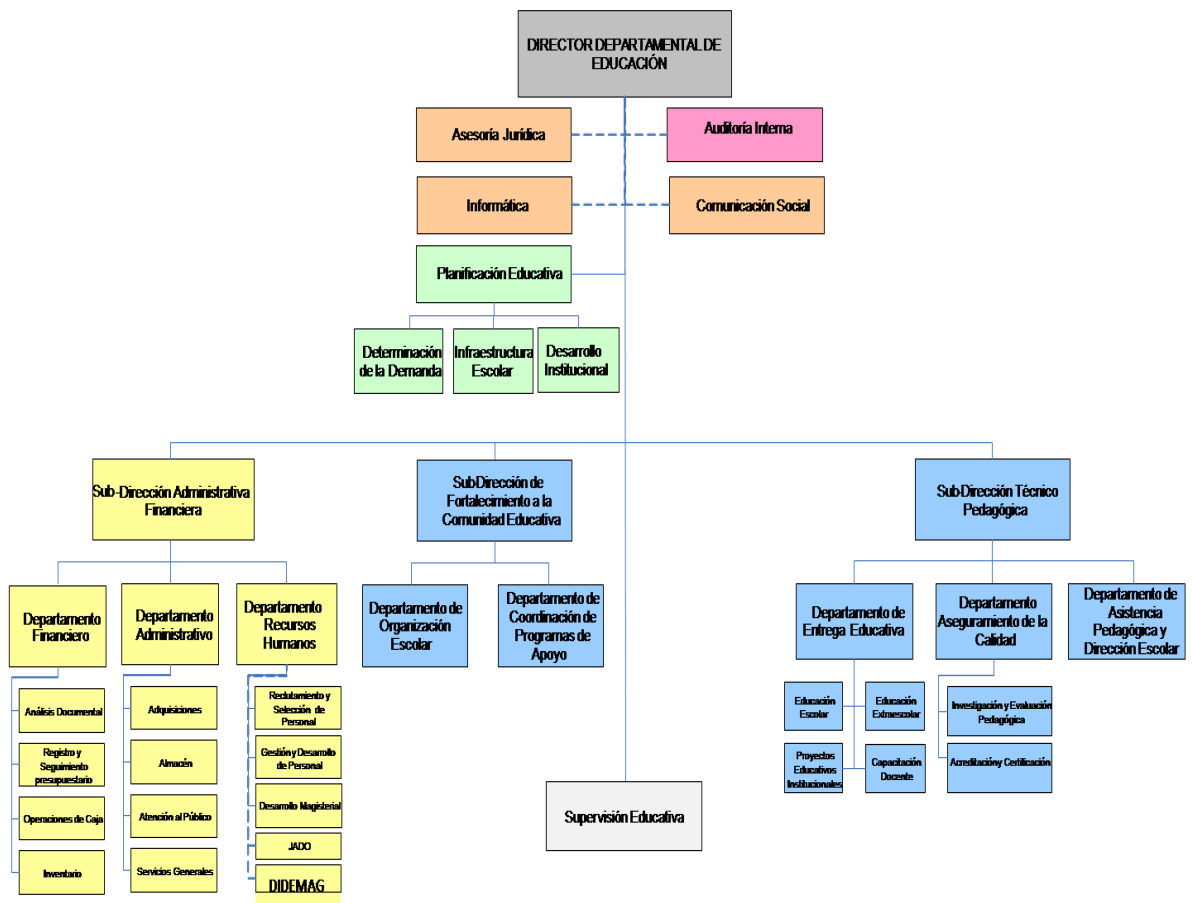 DIRECTOR DEPARTAMENTAL DE
EDUCACIÓN
Asesoría Jurídica
Auditoría Interna
Informática
Comunicación Social
Planificación Educativa
Determinación
de la Demanda
Infraestructura
Escolar
Desarrollo
Institucional
Sub-Dirección Administrativa
Financiera
Sub-Dirección de
Fortalecimiento a la
Comunidad Educativa
Sub-Dirección Técnico
Pedagógica
Departamento
Financiero
Departamento
Administrativo
Departamento
Recursos
Humanos
Departamento de
Organización
Escolar
Departamento de
Coordinación de
Programas de
Apoyo
Departamento de
Entrega Educativa
Departamento
Aseguramiento de la
Calidad
Departamento de
Asistencia
Pedagógica y
Dirección Escolar
Análisis Documental
Registro y
Seguimiento
presupuestario
Operaciones de Caja
Inventario
Adquisiciones
Almacén
Atención al Público
Servicios Generales
Reclutamiento y
Selección de
Personal
Gestión y Desarrollo
de Personal
Desarrollo Magisterial
JADO
DIDEMAG
Educación
Escolar
Educación
Extraescolar
Proyectos
Educativos
Institucionales
Capacitación
Docente
Investigación y Evaluación
Pedagógica
Acreditación y Certificación
Supervisión Educativa